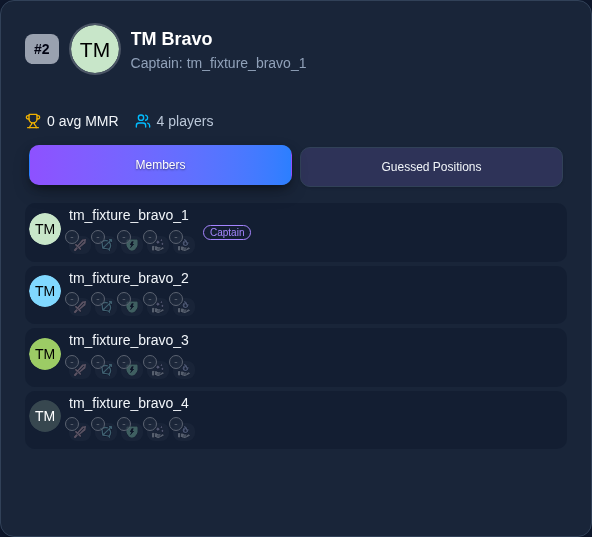 #2
TM
TM Bravo
Captain: tm_fixture_bravo_1
0 avg MMR
4 players
Members
Guessed Positions
TM
tm_fixture_bravo_1
- - - - -
Captain
TM
tm_fixture_bravo_2
- - - - -
TM
tm_fixture_bravo_3
- - - - -
TM
tm_fixture_bravo_4
- - - - -